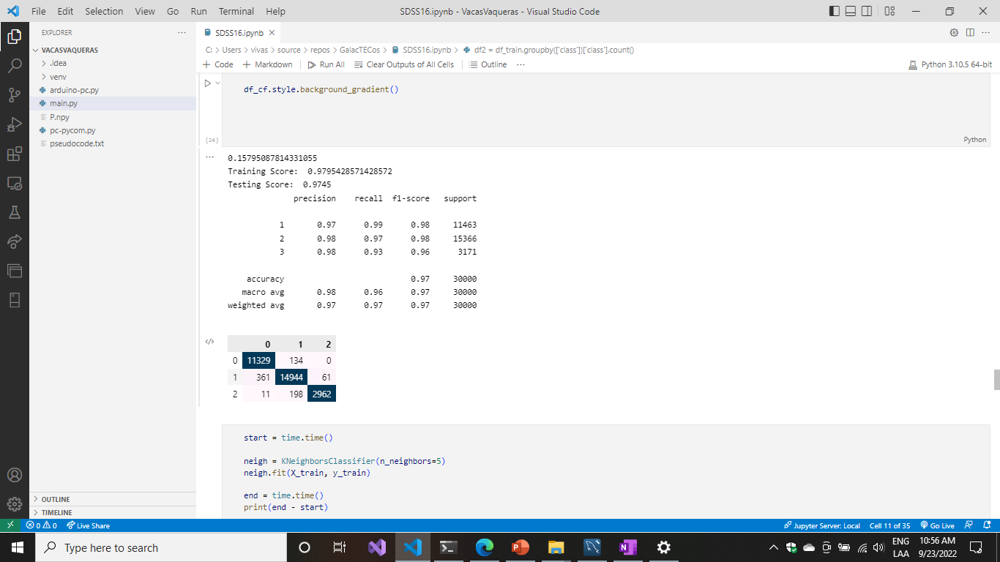 File Edit Selection View Go Run Terminal Help SDSS16.ipynb - VacasVaqueras - Visual Studio Code
EXPLORER ··· SDSS16.ipynb
C: > Users > vivas > source > repos > GalacTECos > SDSS16.ipynb > df2 = df_train.groupby(['class'])['class'].count()
VACASVAQUERAS
+ Code + Markdown Run All Clear Outputs of All Cells Outline ··· Python 3.10.5 64-bit
.idea
venv
arduino-pc.py
main.py
P.npy
pc-pycom.py
pseudocode.txt
df_cf.style.background_gradient()
[24] Python
0.15795087814331055
Training Score: 0.9795428571428572
Testing Score: 0.9745
precision recall f1-score support
1 0.97 0.99 0.98 11463
2 0.98 0.97 0.98 15366
3 0.98 0.93 0.96 3171
accuracy 0.97 30000
macro avg 0.98 0.96 0.97 30000
weighted avg 0.97 0.97 0.97 30000
0 1 2
0 11329 134 0
1 361 14944 61
2 11 198 2962
start = time.time()
neigh = KNeighborsClassifier(n_neighbors=5)
neigh.fit(X_train, y_train)
end = time.time()
print(end - start)
OUTLINE
TIMELINE
0 0 Live Share Jupyter Server: Local Cell 11 of 35 Go Live
Type here to search
ENG 10:56 AM
LAA 9/23/2022